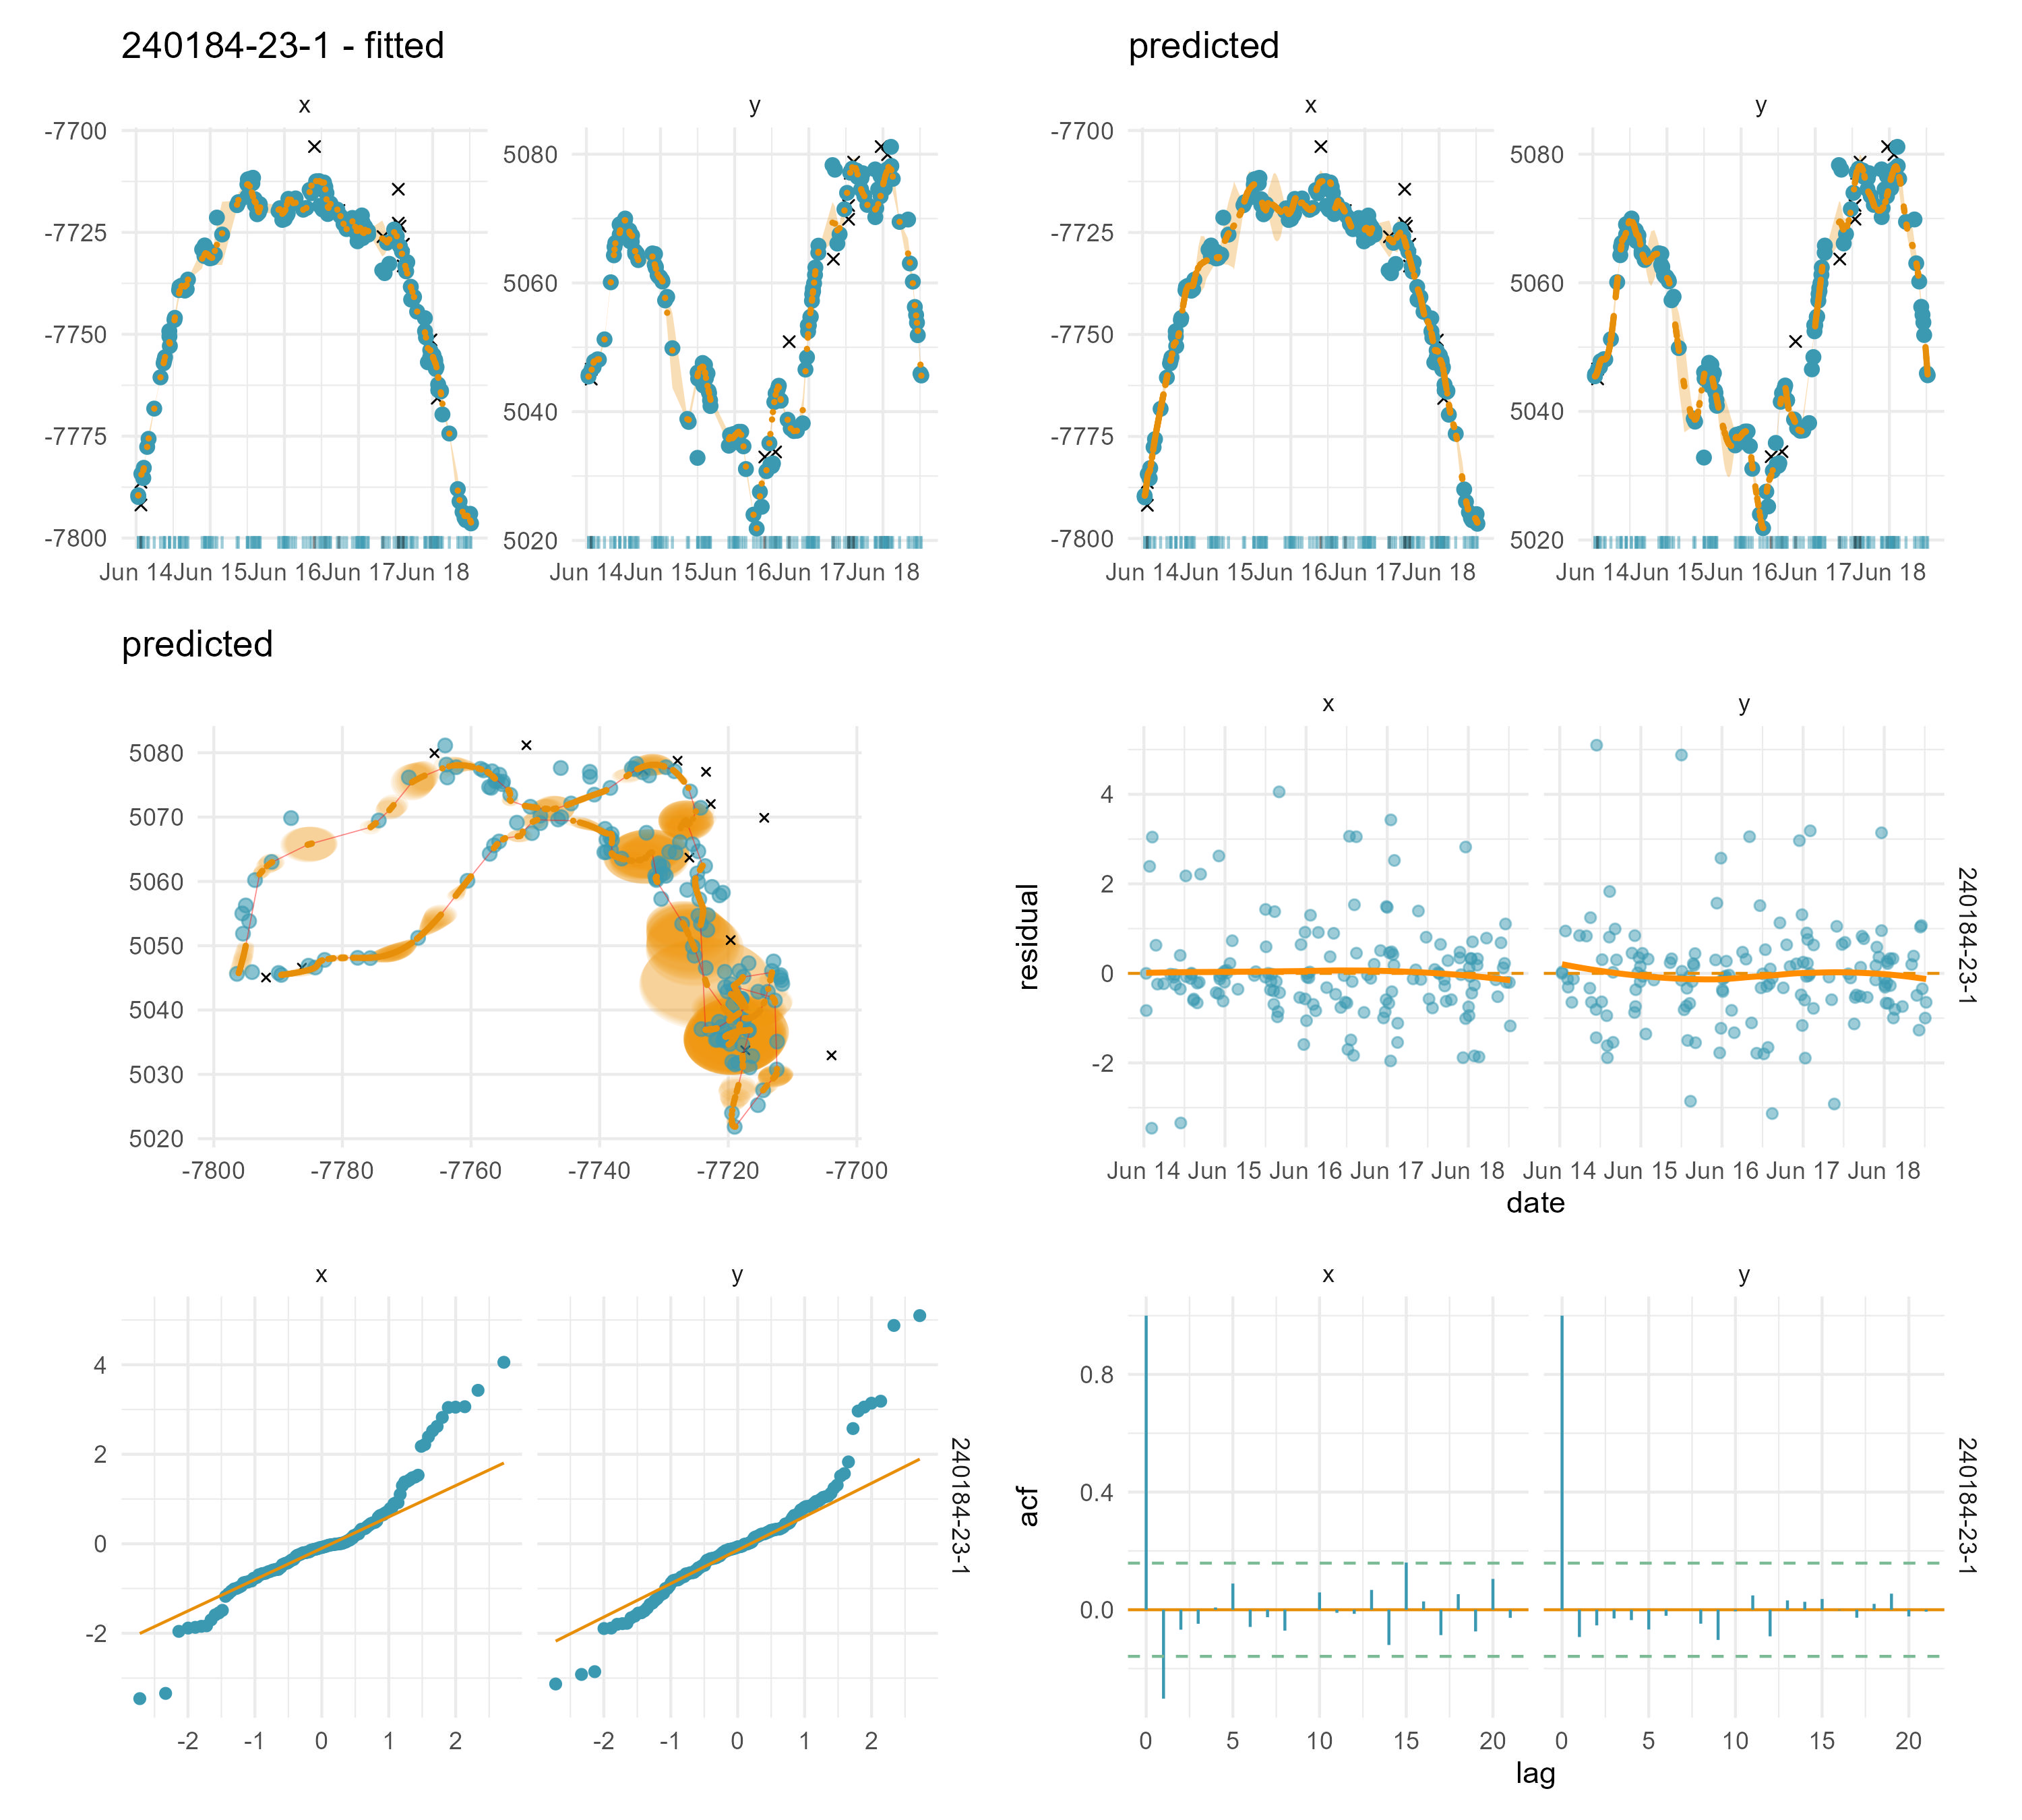 240184-23-1 - fitted
predicted
x
y
x
y
-7700
-7725
-7750
-7775
-7800
5080
5060
5040
5020
-7700
-7725
-7750
-7775
-7800
5080
5060
5040
5020
Jun 14Jun 15Jun 16Jun 17Jun 18
Jun 14Jun 15Jun 16Jun 17Jun 18
Jun 14Jun 15Jun 16Jun 17Jun 18
Jun 14Jun 15Jun 16Jun 17Jun 18
predicted
5080
5070
5060
5050
5040
5030
5020
-7800 -7780 -7760 -7740 -7720 -7700
x
y
residual
4
2
0
-2
240184-23-1
Jun 14 Jun 15 Jun 16 Jun 17 Jun 18
Jun 14 Jun 15 Jun 16 Jun 17 Jun 18
date
x
y
4
2
0
-2
240184-23-1
-2 -1 0 1 2
-2 -1 0 1 2
x
y
acf
0.8
0.4
0.0
240184-23-1
0 5 10 15 20
0 5 10 15 20
lag